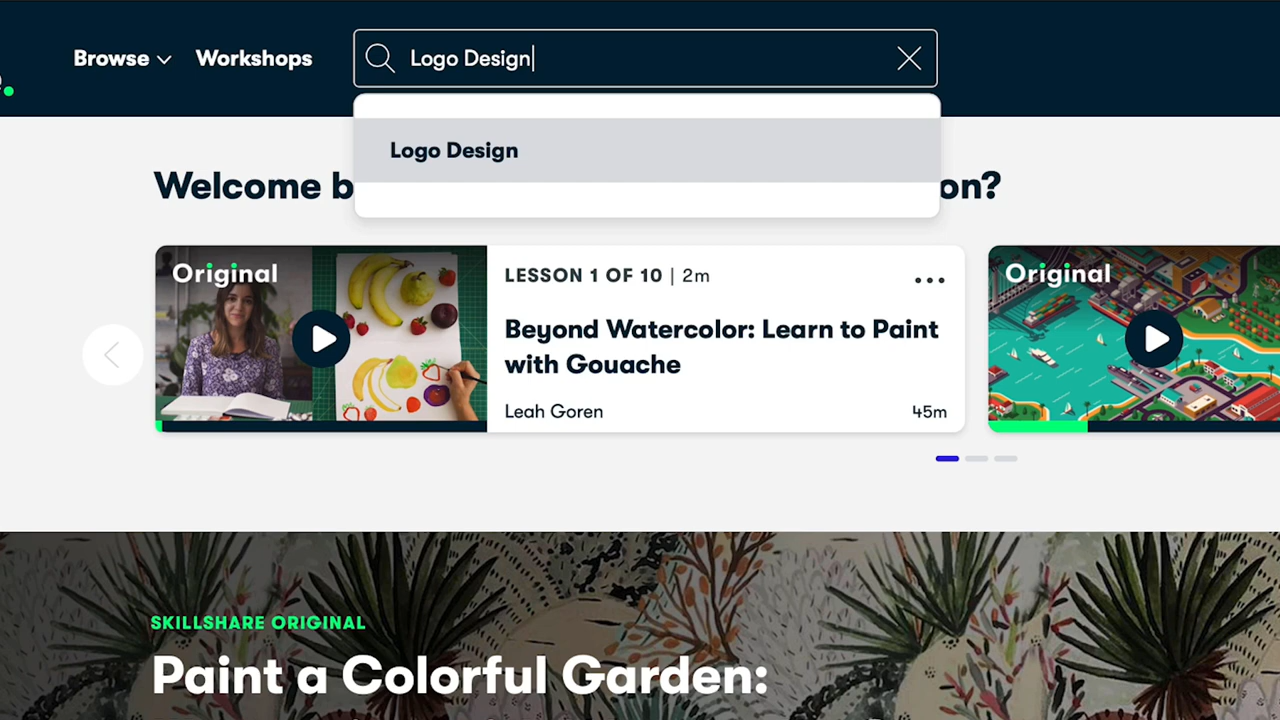 Browse Workshops Logo Design
Logo Design
Welcome b on?
Original
LESSON 1 OF 10 | 2m
Beyond Watercolor: Learn to Paint
with Gouache
Leah Goren 45m
Original
SKILLSHARE ORIGINAL
Paint a Colorful Garden: